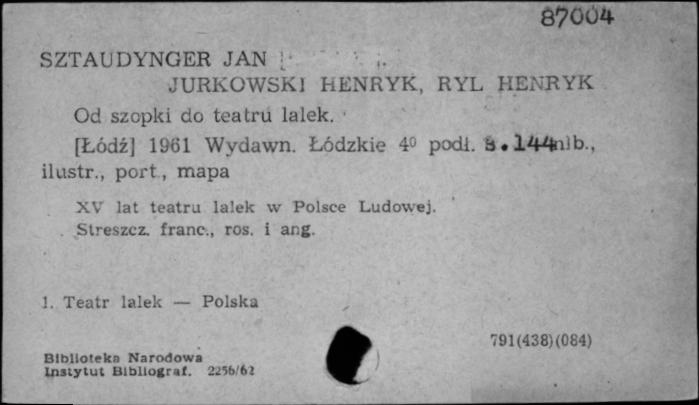 87004
SZTAUDYNGER JAN
JURKOWSKI HENRYK, RYL HENRYK
Od szopki do teatru lalek.
[Łódź] 1961 Wydawn. Łódzkie 4⁰ podł. s. 144 nlb.,
ilustr., port., mapa
XV lat teatru lalek w Polsce Ludowej.
Streszcz. franc., ros. i ang.
1. Teatr lalek — Polska
791(438)(084)
Biblioteka Narodowa
Instytut Bibliograf. 2256/62